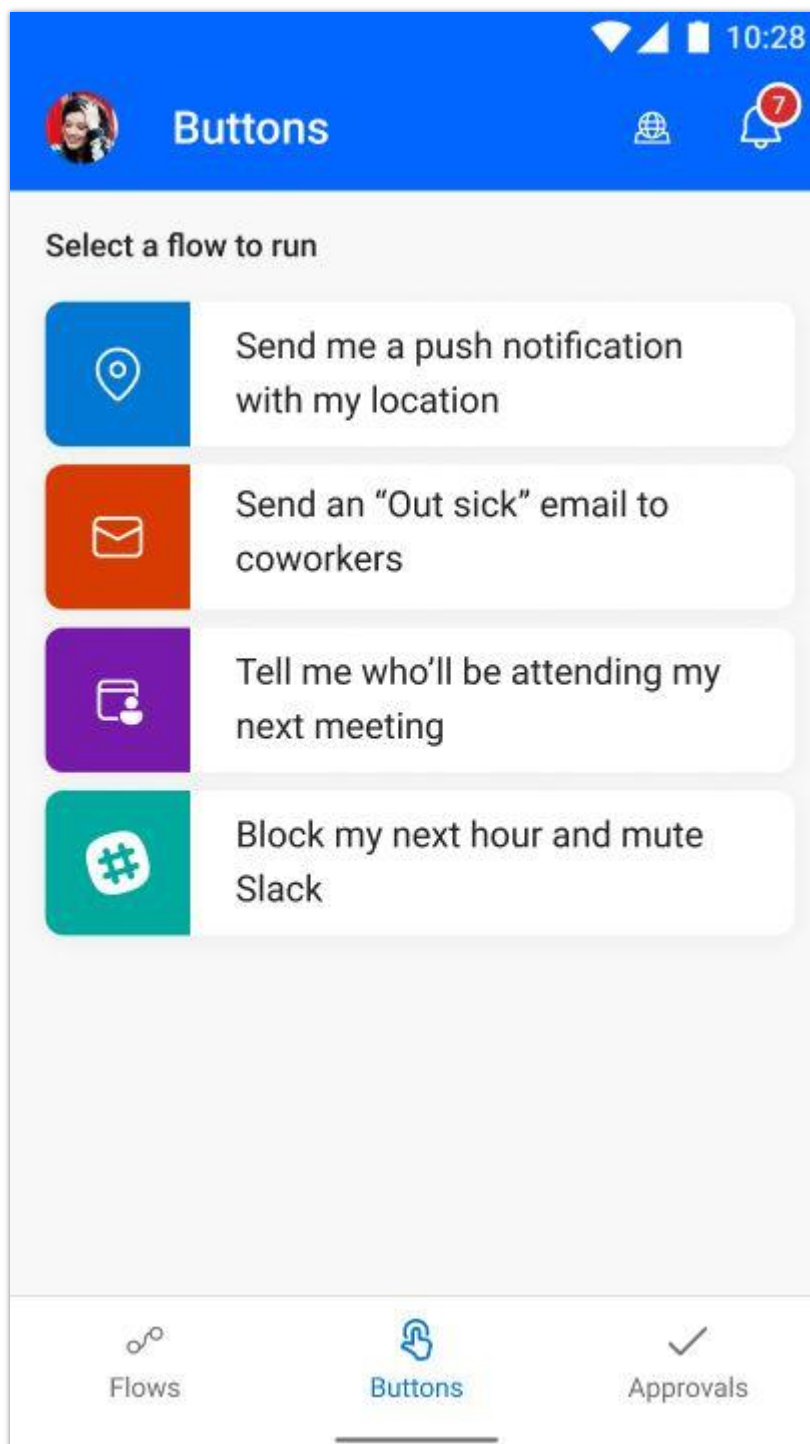 10:28
Buttons
7
Select a flow to run
Send me a push notification
with my location
Send an “Out sick” email to
coworkers
Tell me who’ll be attending my
next meeting
Block my next hour and mute
Slack
Flows
Buttons
Approvals